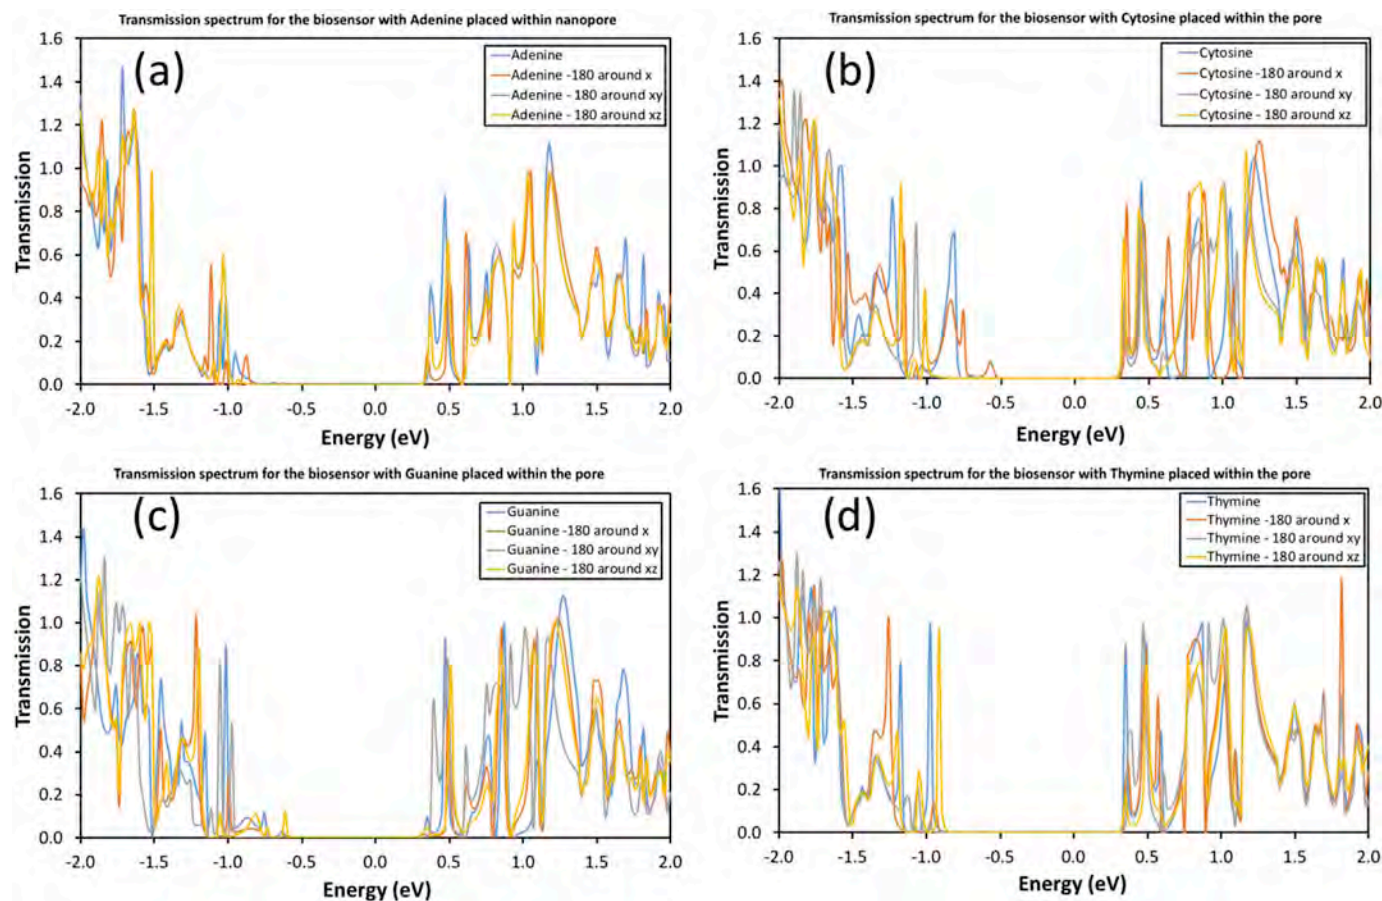 Transmission spectrum for the biosensor with Adenine placed within nanopore
(a)
Adenine
Adenine -180 around x
Adenine - 180 around xy
Adenine - 180 around xz
1.6
1.4
1.2
1.0
0.8
0.6
0.4
0.2
0.0
Transmission
-2.0 -1.5 -1.0 -0.5 0.0 0.5 1.0 1.5 2.0
Energy (eV)
Transmission spectrum for the biosensor with Cytosine placed within the pore
(b)
Cytosine
Cytosine -180 around x
Cytosine - 180 around xy
Cytosine - 180 around xz
1.6
1.4
1.2
1.0
0.8
0.6
0.4
0.2
0.0
Transmission
-2.0 -1.5 -1.0 -0.5 0.0 0.5 1.0 1.5 2.0
Energy (eV)
Transmission spectrum for the biosensor with Guanine placed within the pore
(c)
Guanine
Guanine -180 around x
Guanine - 180 around xy
Guanine - 180 around xz
1.6
1.4
1.2
1.0
0.8
0.6
0.4
0.2
0.0
Transmission
-2.0 -1.5 -1.0 -0.5 0.0 0.5 1.0 1.5 2.0
Energy (eV)
Transmission spectrum for the biosensor with Thymine placed within the pore
(d)
Thymine
Thymine -180 around x
Thymine - 180 around xy
Thymine - 180 around xz
1.6
1.4
1.2
1.0
0.8
0.6
0.4
0.2
0.0
Transmission
-2.0 -1.5 -1.0 -0.5 0.0 0.5 1.0 1.5 2.0
Energy (eV)